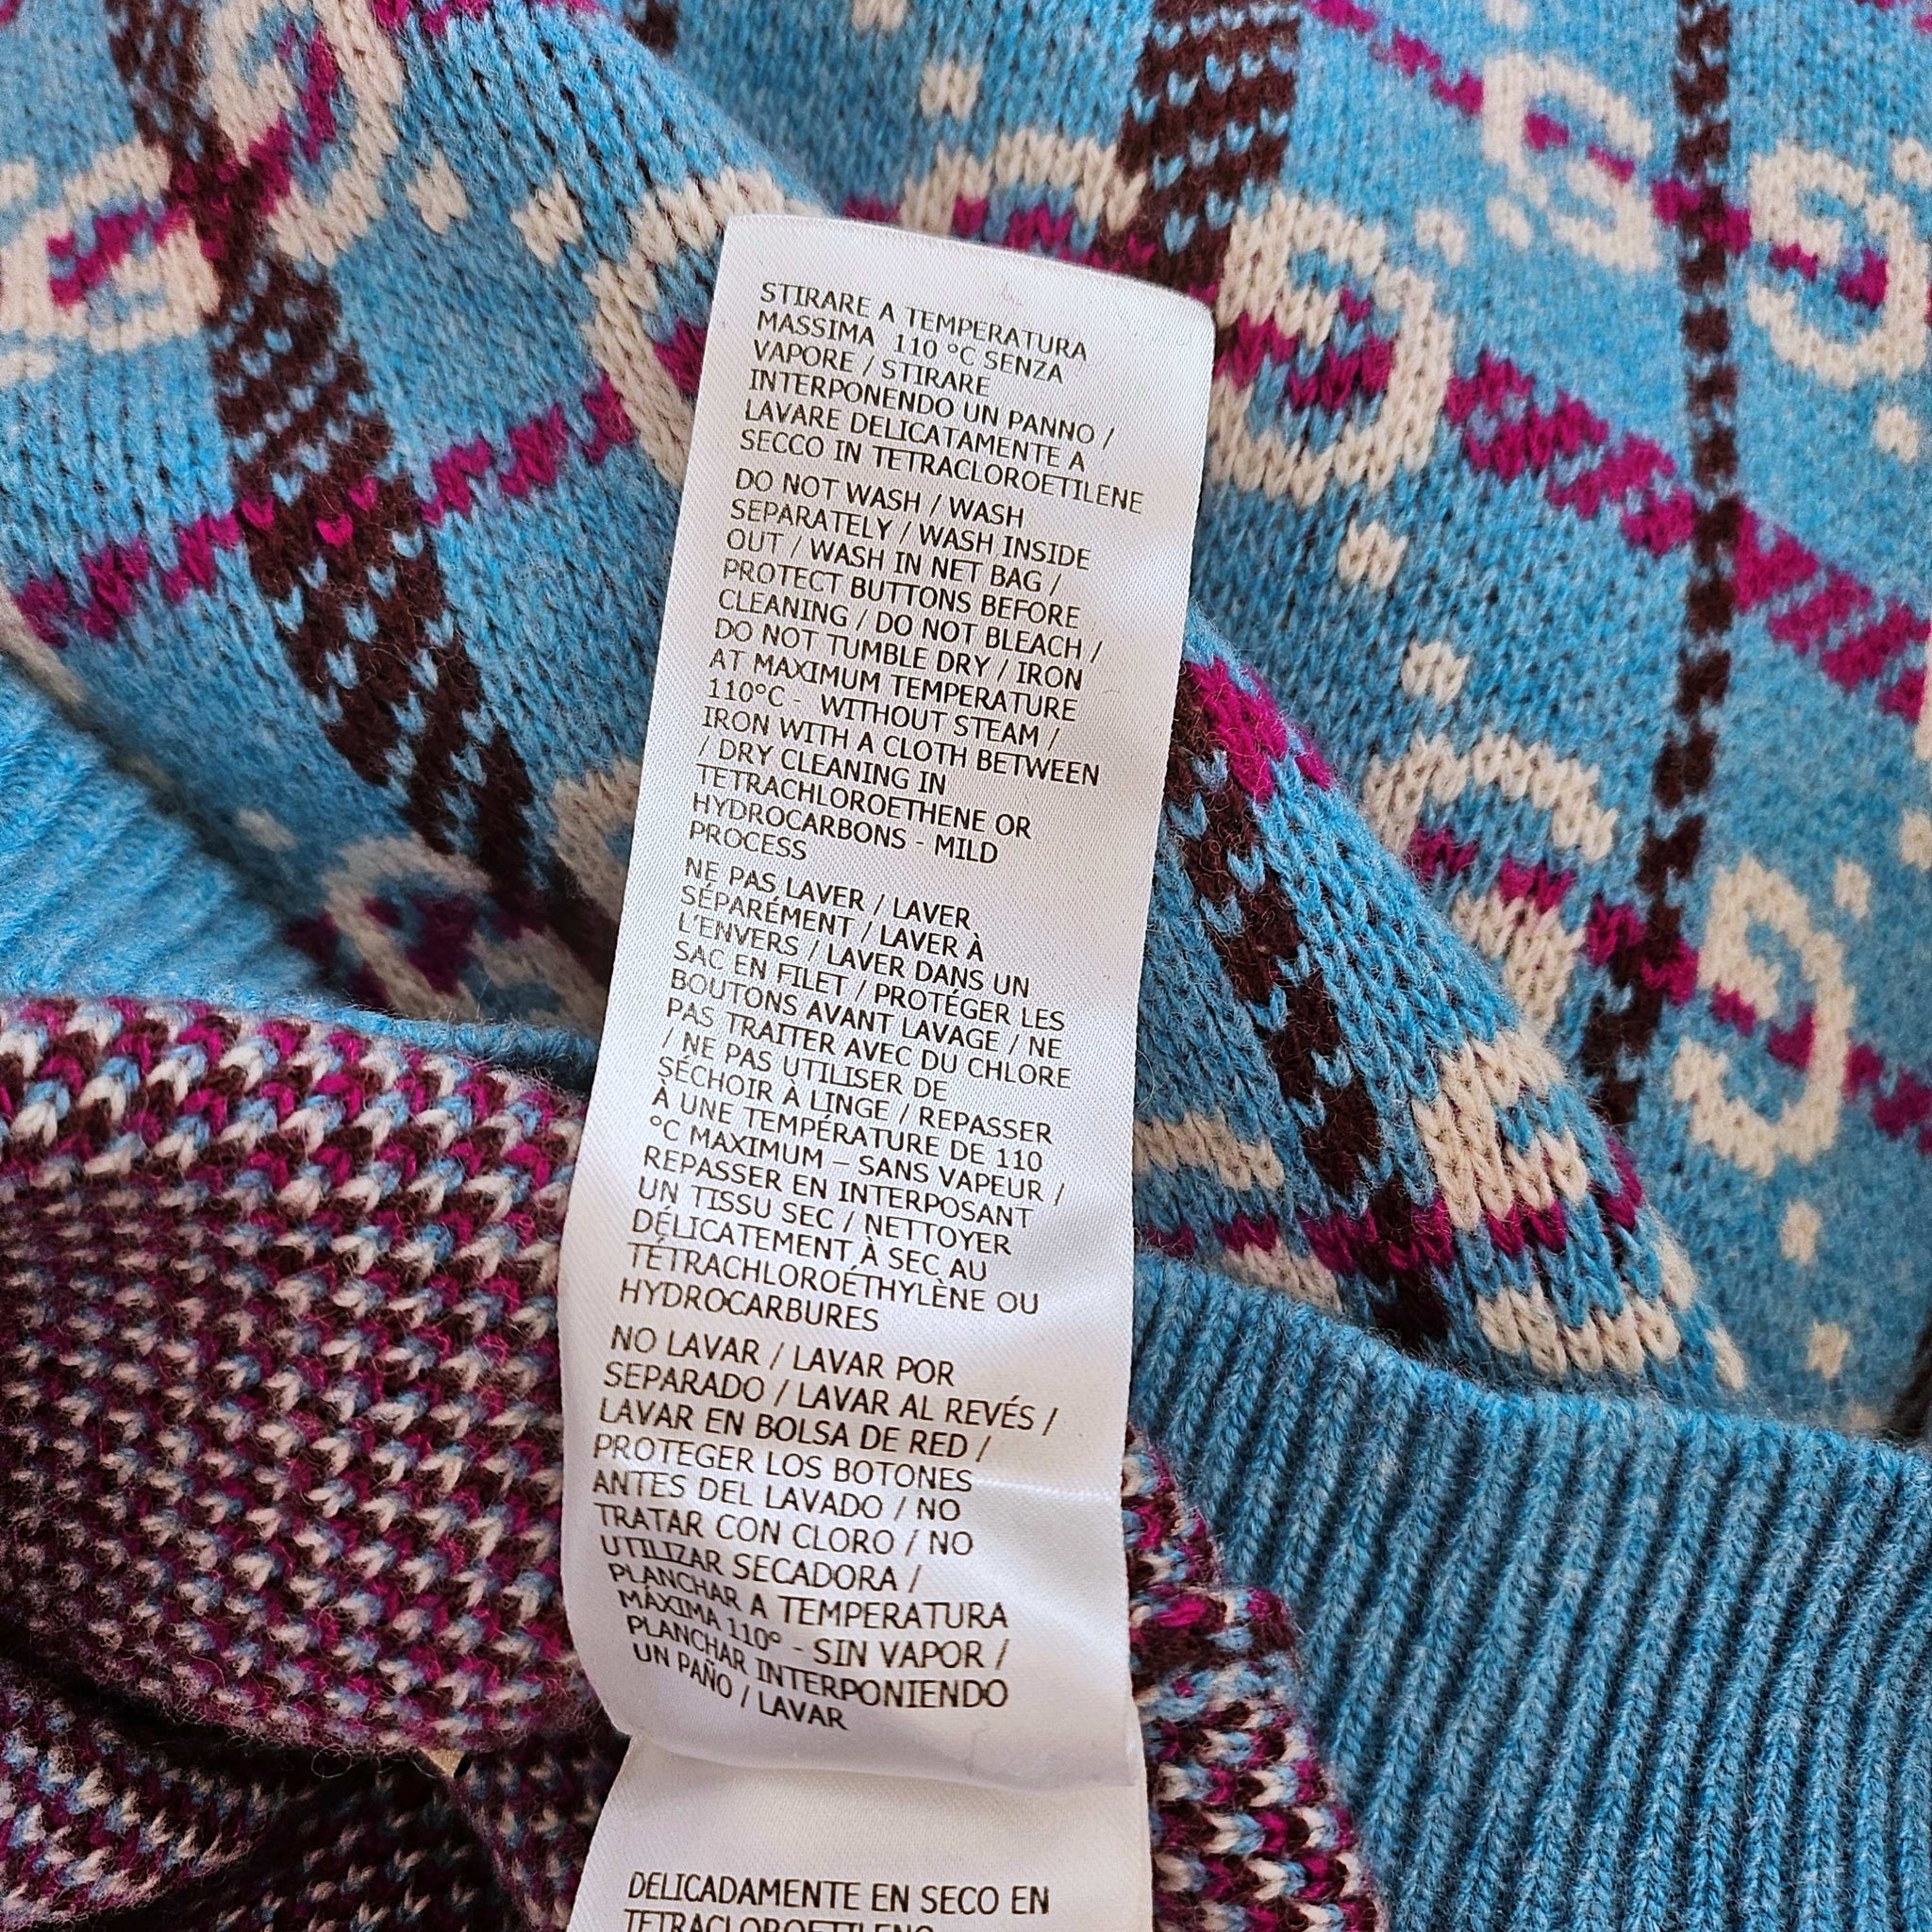 STIRARE A TEMPERATURA
MASSIMA 110 °C SENZA
VAPORE / STIRARE
INTERPONENDO UN PANNO /
LAVARE DELICATAMENTE A
SECCO IN TETRACLOROETILENE
DO NOT WASH / WASH
SEPARATELY / WASH INSIDE
OUT / WASH IN NET BAG /
PROTECT BUTTONS BEFORE
CLEANING / DO NOT BLEACH /
DO NOT TUMBLE DRY / IRON
AT MAXIMUM TEMPERATURE
110°C - WITHOUT STEAM /
IRON WITH A CLOTH BETWEEN
/ DRY CLEANING IN
TETRACHLOROETHENE OR
HYDROCARBONS - MILD
PROCESS
NE PAS LAVER / LAVER
SÉPARÉMENT / LAVER À
L'ENVERS / LAVER DANS UN
SAC EN FILET / PROTÉGER LES
BOUTONS AVANT LAVAGE / NE
PAS TRAITER AVEC DU CHLORE
/ NE PAS UTILISER DE
SÉCHOIR À LINGE / REPASSER
À UNE TEMPÉRATURE DE 110
°C MAXIMUM – SANS VAPEUR /
REPASSER EN INTERPOSANT
UN TISSU SEC / NETTOYER
DÉLICATEMENT À SEC AU
TÉTRACHLOROÉTHYLÈNE OU
HYDROCARBURES
NO LAVAR / LAVAR POR
SEPARADO / LAVAR AL REVÉS /
LAVAR EN BOLSA DE RED /
PROTEGER LOS BOTONES
ANTES DEL LAVADO / NO
TRATAR CON CLORO / NO
UTILIZAR SECADORA /
PLANCHAR A TEMPERATURA
MÁXIMA 110° - SIN VAPOR /
PLANCHAR INTERPONIENDO
UN PAÑO / LAVAR
DELICADAMENTE EN SECO EN
TETRACLOROETILENO